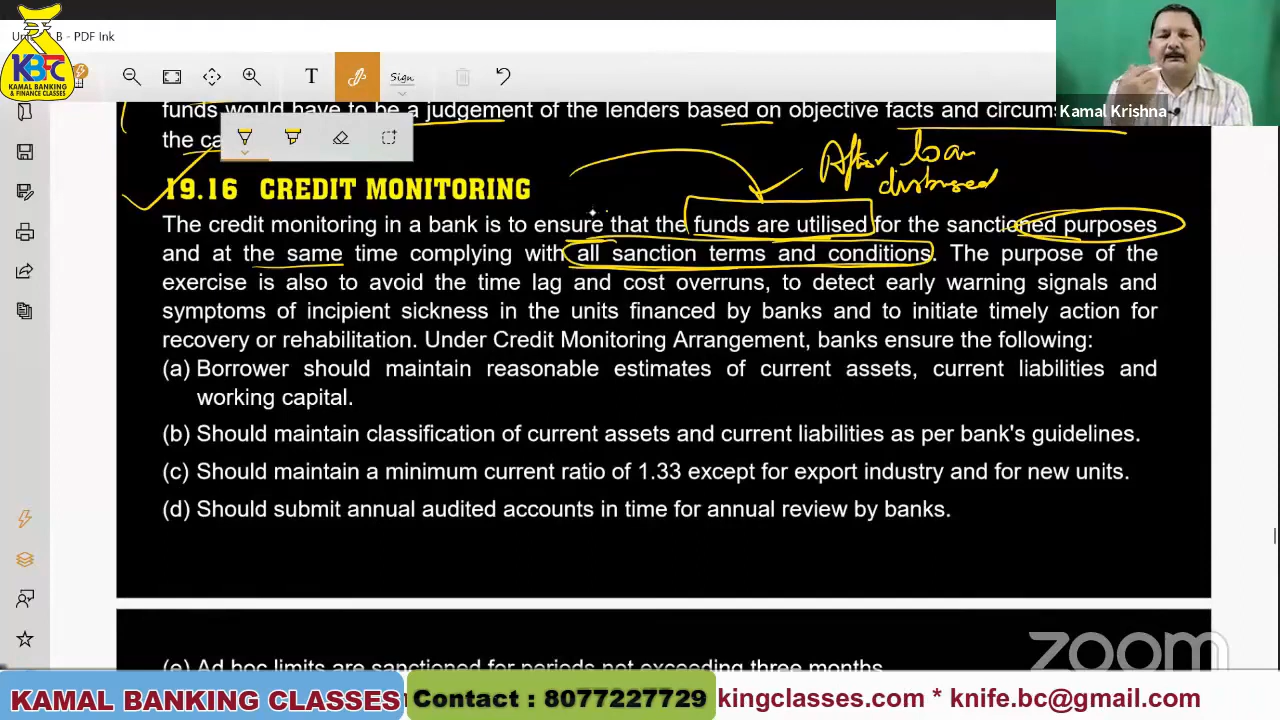 B - PDF Ink
KBC
KAMAL BANKING
& FINANCE CLASSES
T
Sign
Kamal Krishna
funds would have to be a judgement of the lenders based on objective facts and
the
After loan
disbursed
19.16 CREDIT MONITORING
The credit monitoring in a bank is to ensure that the funds are utilised for the sanctioned purposes
and at the same time complying with all sanction terms and conditions. The purpose of the
exercise is also to avoid the time lag and cost overruns, to detect early warning signals and
symptoms of incipient sickness in the units financed by banks and to initiate timely action for
recovery or rehabilitation. Under Credit Monitoring Arrangement, banks ensure the following:
(a) Borrower should maintain reasonable estimates of current assets, current liabilities and
working capital.
(b) Should maintain classification of current assets and current liabilities as per bank's guidelines.
(c) Should maintain a minimum current ratio of 1.33 except for export industry and for new units.
(d) Should submit annual audited accounts in time for annual review by banks.
zoom
(e) Ad hoc limits are sanctioned for periods not exceeding three months.
KAMAL BANKING CLASSES
Contact : 8077227729
kingclasses.com * knife.bc@gmail.com